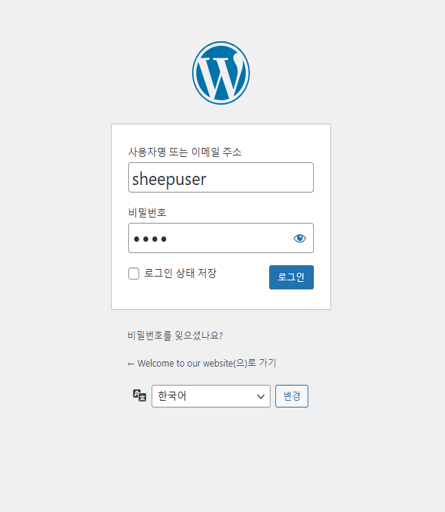 사용자명 또는 이메일 주소
sheepuser
비밀번호
••••
로그인 상태 저장
로그인
비밀번호를 잊으셨나요?
← Welcome to our website(으)로 가기
한국어
변경